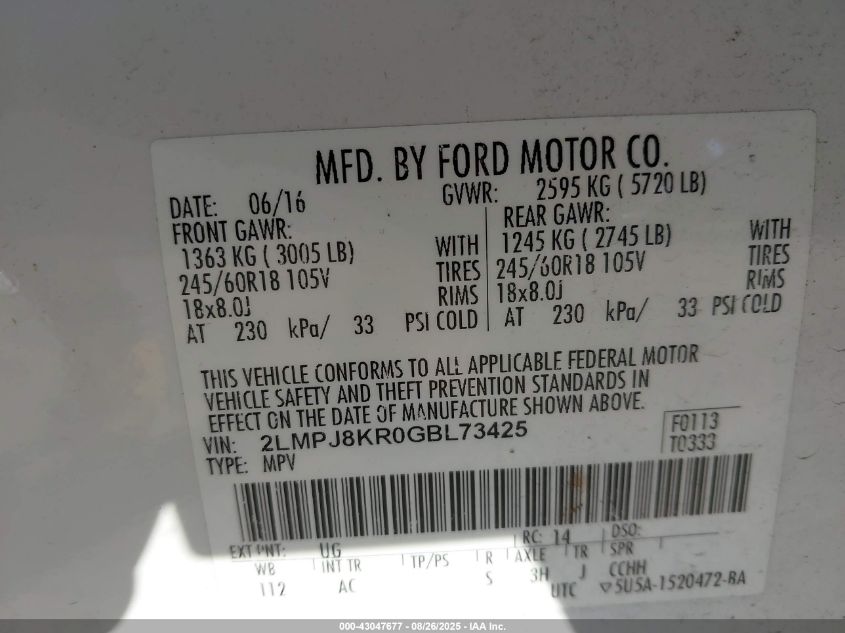 MFD. BY FORD MOTOR CO.
DATE: 06/16 GVWR: 2595 KG ( 5720 LB)
FRONT GAWR: REAR GAWR:
1363 KG ( 3005 LB) WITH 1245 KG ( 2745 LB) WITH
245/60R18 105V TIRES 245/60R18 105V TIRES
18x8.0J RIMS 18x8.0J RIMS
AT 230 kPa/ 33 PSI COLD AT 230 kPa/ 33 PSI COLD
THIS VEHICLE CONFORMS TO ALL APPLICABLE FEDERAL MOTOR
VEHICLE SAFETY AND THEFT PREVENTION STANDARDS IN
EFFECT ON THE DATE OF MANUFACTURE SHOWN ABOVE.
VIN: 2LMPJ8KR0GBL73425 F0113
TYPE: MPV T0333
EXT PNT: UG RC: 14 DSO:
WB INT TR TP/PS R AXLE TR SPR
112 AC S 3H J CCHH
UTC ▽5U5A-1520472-BA
000-43047677 - 08/26/2025 - IAA Inc.